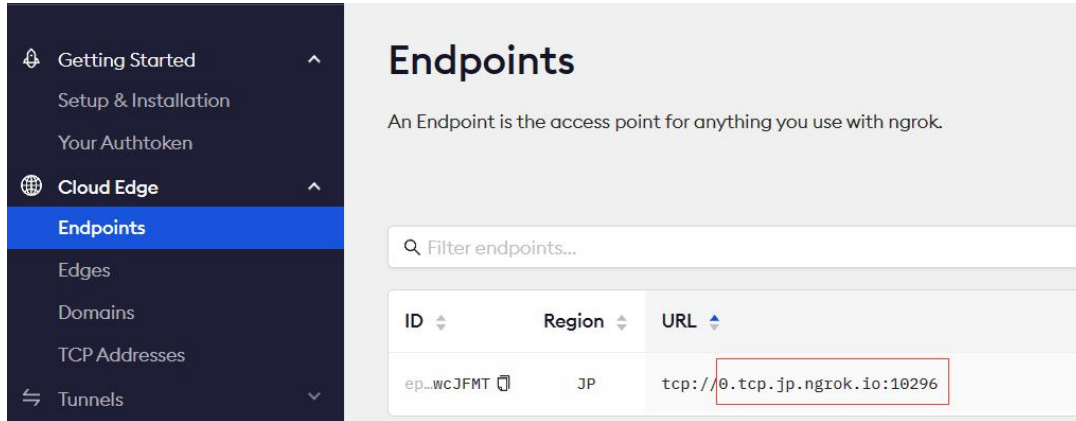 Getting Started
Setup & Installation
Your Authtoken
Cloud Edge
Endpoints
Edges
Domains
TCP Addresses
Tunnels
Endpoints
An Endpoint is the access point for anything you use with ngrok.
Filter endpoints...
ID Region URL
ep…wcJFMT JP tcp://0.tcp.jp.ngrok.io:10296